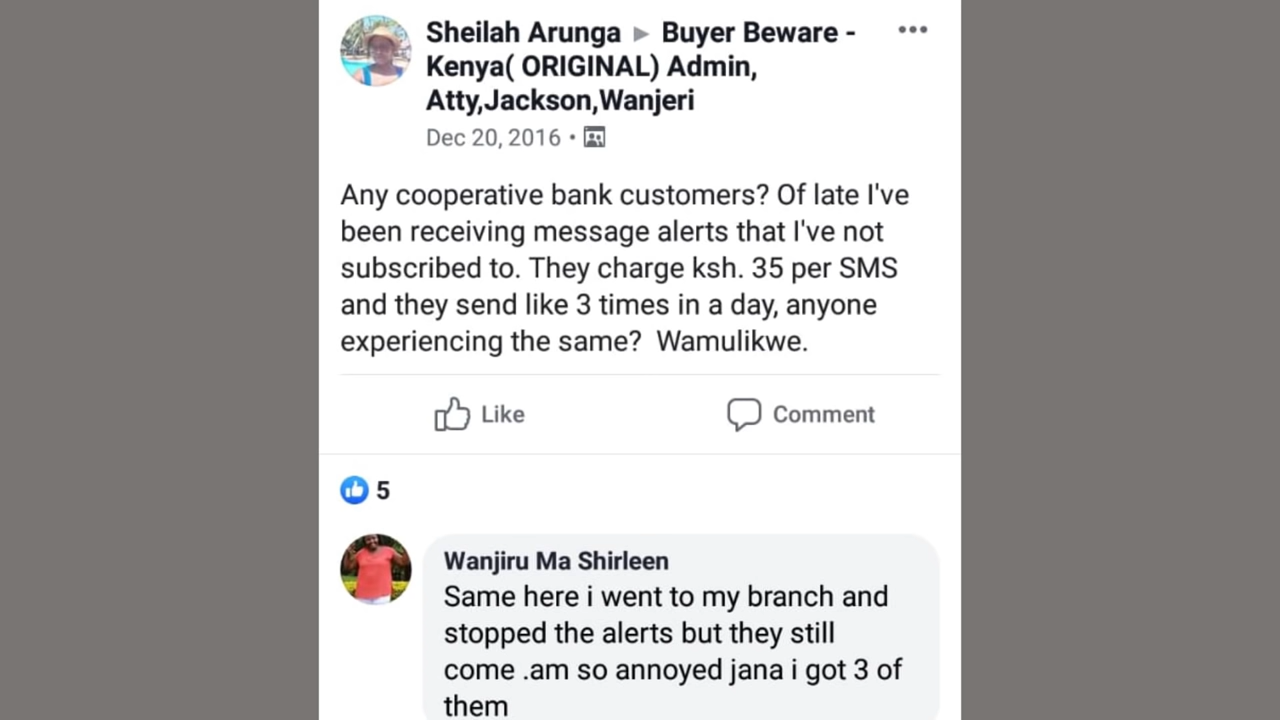 Sheilah Arunga ▸ Buyer Beware -
Kenya( ORIGINAL) Admin,
Atty,Jackson,Wanjeri
Dec 20, 2016 •
Any cooperative bank customers? Of late I've
been receiving message alerts that I've not
subscribed to. They charge ksh. 35 per SMS
and they send like 3 times in a day, anyone
experiencing the same?  Wamulikwe.
Like
Comment
5
Wanjiru Ma Shirleen
Same here i went to my branch and
stopped the alerts but they still
come .am so annoyed jana i got 3 of
them